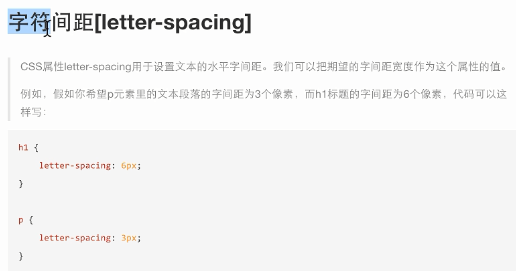 字符间距[letter-spacing]
CSS属性letter-spacing用于设置文本的水平字间距。我们可以把期望的字间距宽度作为这个属性的值。
例如，假如你希望p元素里的文本段落的字间距为3个像素，而h1标题的字间距为6个像素，代码可以这
样写：
h1 {
    letter-spacing: 6px;
}
p {
    letter-spacing: 3px;
}